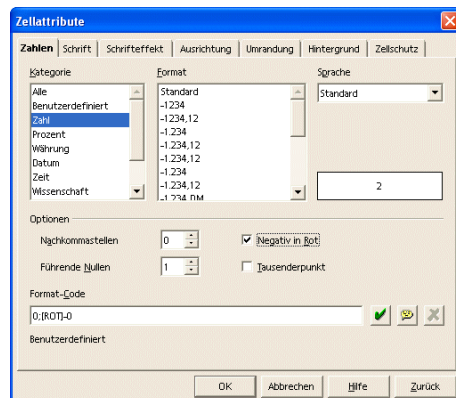 Zellattribute
Zahlen Schrift Schrifteffekt Ausrichtung Umrandung Hintergrund Zellschutz
Kategorie Format Sprache
Alle
Benutzerdefiniert
Zahl
Prozent
Währung
Datum
Zeit
Wissenschaft
Standard
-1234
-1234,12
-1.234
-1.234,12
-1.234
-1.234,12
-1.234 DM
Standard
2
Optionen
Nachkommastellen 0 Negativ in Rot
Führende Nullen 1 Tausenderpunkt
Format-Code
0;[ROT]-0
Benutzerdefiniert
OK Abbrechen Hilfe Zurück